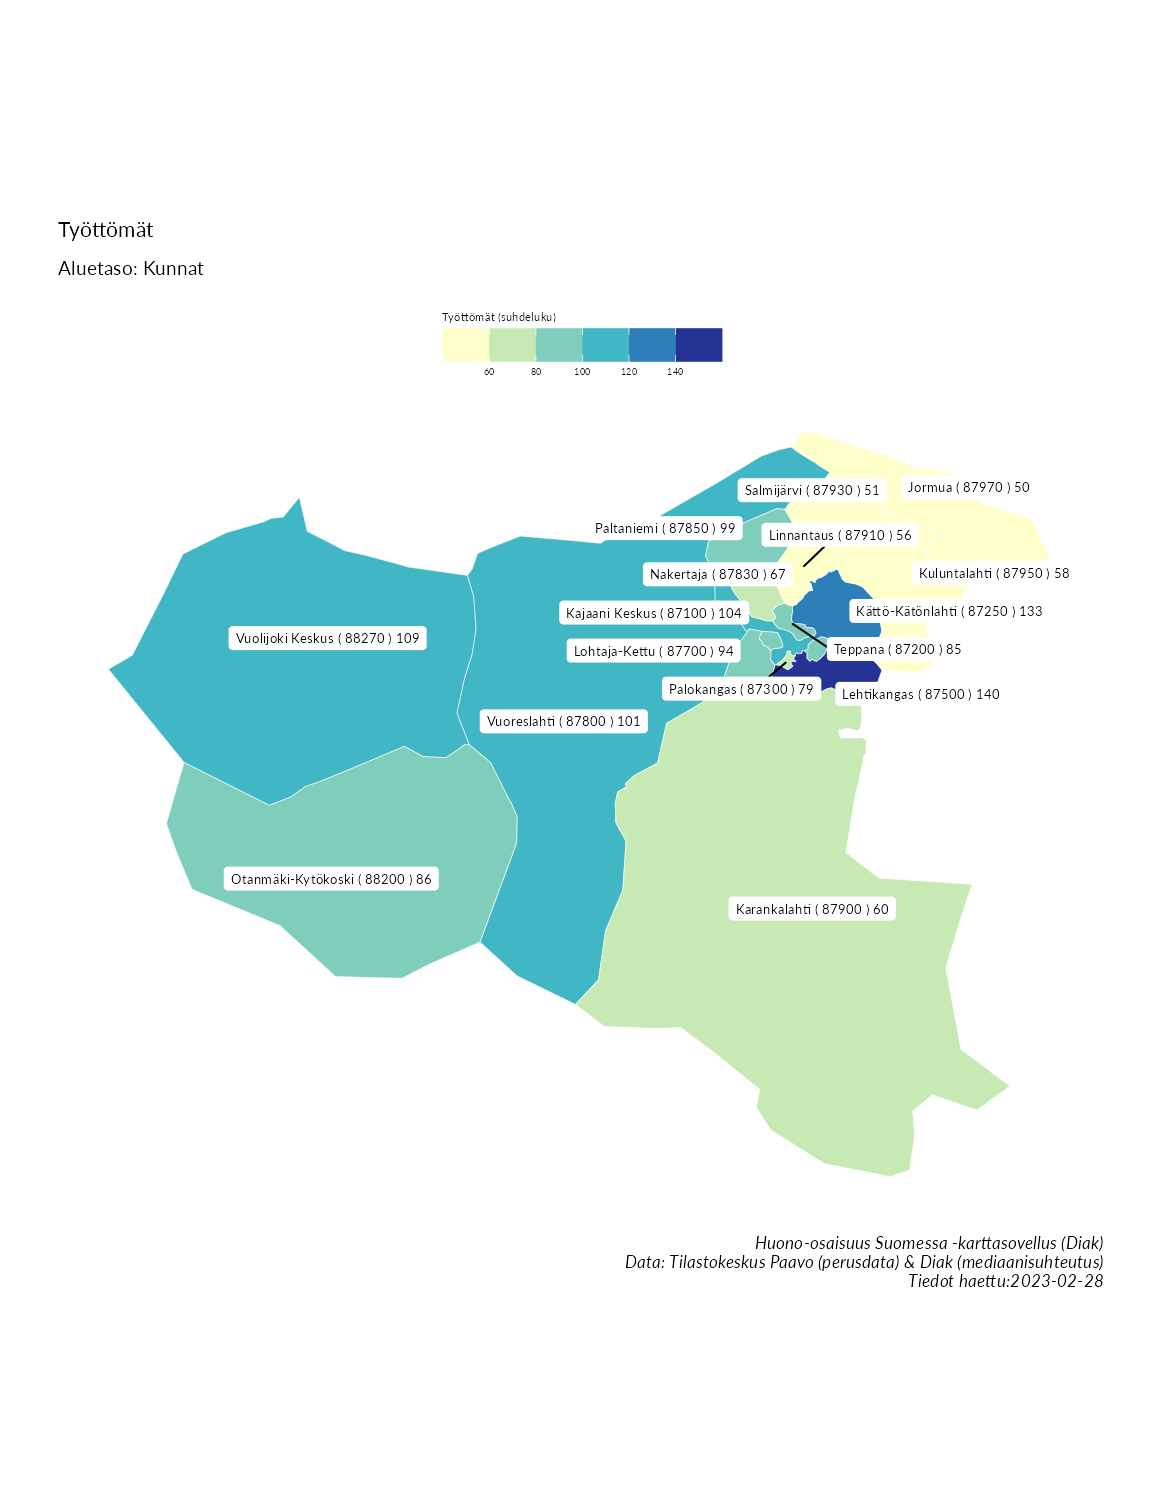 Työttömät
Aluetaso: Kunnat
Työttömät (suhdeluku)
60 80 100 120 140
Salmijärvi ( 87930 ) 51
Jormua ( 87970 ) 50
Paltaniemi ( 87850 ) 99
Linnantaus ( 87910 ) 56
Nakertaja ( 87830 ) 67
Kuluntalahti ( 87950 ) 58
Kajaani Keskus ( 87100 ) 104
Kättö-Kätönlahti ( 87250 ) 133
Vuolijoki Keskus ( 88270 ) 109
Lohtaja-Kettu ( 87700 ) 94
Teppana ( 87200 ) 85
Palokangas ( 87300 ) 79
Lehtikangas ( 87500 ) 140
Vuoreslahti ( 87800 ) 101
Otanmäki-Kytökoski ( 88200 ) 86
Karankalahti ( 87900 ) 60
Huono-osaisuus Suomessa -karttasovellus (Diak)
Data: Tilastokeskus Paavo (perusdata) & Diak (mediaanisuhteutus)
Tiedot haettu:2023-02-28